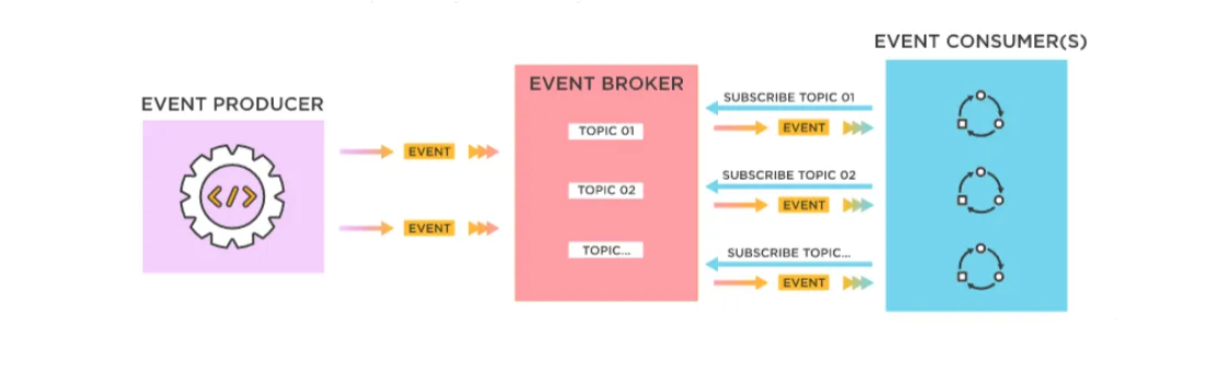 EVENT PRODUCER
</>
EVENT
EVENT
EVENT BROKER
TOPIC 01
TOPIC 02
TOPIC...
SUBSCRIBE TOPIC 01
EVENT
SUBSCRIBE TOPIC 02
EVENT
SUBSCRIBE TOPIC...
EVENT
EVENT CONSUMER(S)